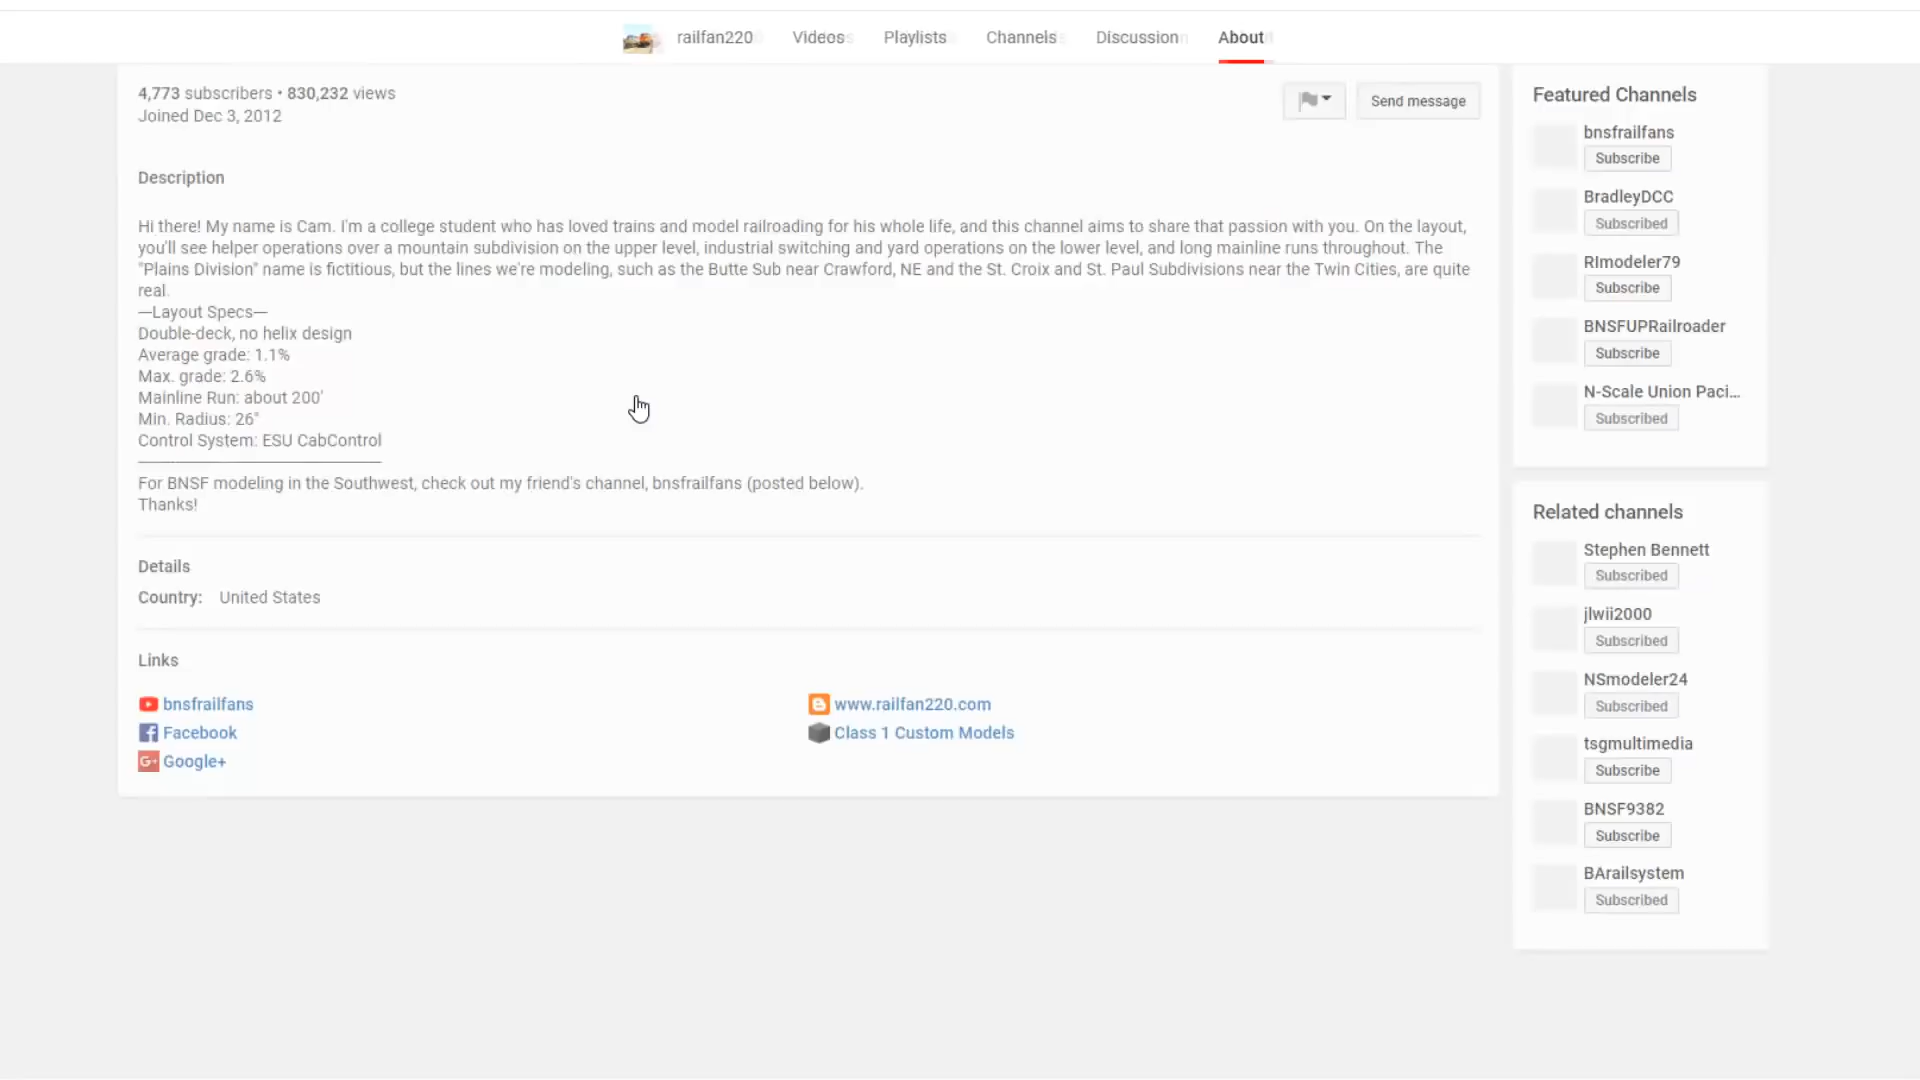 railfan220 Videos Playlists Channels Discussion About
4,773 subscribers • 830,232 views
Joined Dec 3, 2012
Send message
Description
Hi there! My name is Cam. I'm a college student who has loved trains and model railroading for his whole life, and this channel aims to share that passion with you. On the layout,
you'll see helper operations over a mountain subdivision on the upper level, industrial switching and yard operations on the lower level, and long mainline runs throughout. The
"Plains Division" name is fictitious, but the lines we're modeling, such as the Butte Sub near Crawford, NE and the St. Croix and St. Paul Subdivisions near the Twin Cities, are quite
real.
—Layout Specs—
Double-deck, no helix design
Average grade: 1.1%
Max. grade: 2.6%
Mainline Run: about 200'
Min. Radius: 26"
Control System: ESU CabControl
———————————————
For BNSF modeling in the Southwest, check out my friend's channel, bnsfrailfans (posted below).
Thanks!
Details
Country: United States
Links
bnsfrailfans
Facebook
Google+
www.railfan220.com
Class 1 Custom Models
Featured Channels
bnsfrailfans
Subscribe
BradleyDCC
Subscribed
RImodeler79
Subscribe
BNSFUPRailroader
Subscribe
N-Scale Union Paci...
Subscribed
Related channels
Stephen Bennett
Subscribed
jlwii2000
Subscribed
NSmodeler24
Subscribed
tsgmultimedia
Subscribe
BNSF9382
Subscribe
BArailsystem
Subscribed